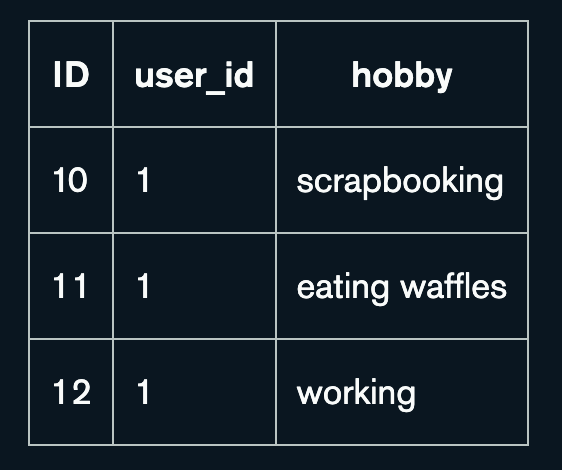 ID user_id hobby
10 1 scrapbooking
11 1 eating waffles
12 1 working